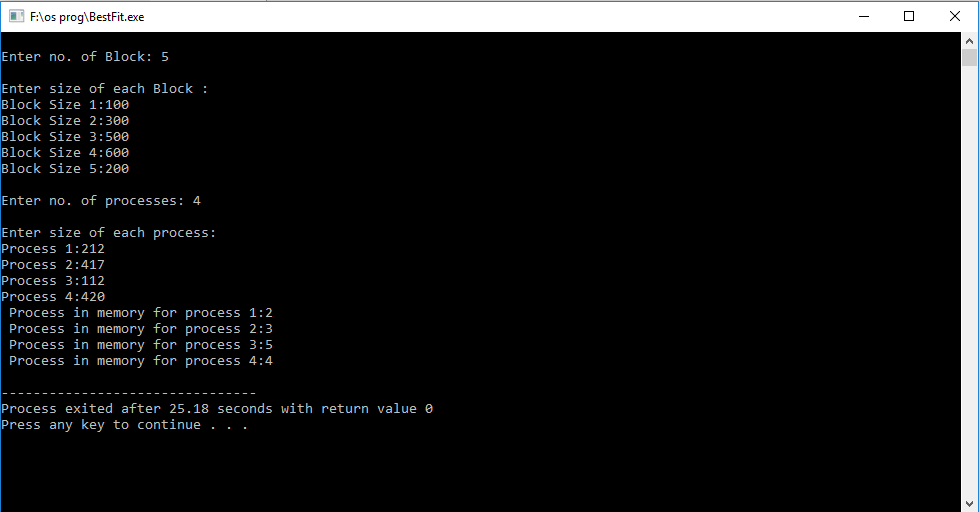 F:\os prog\BestFit.exe
Enter no. of Block: 5
Enter size of each Block :
Block Size 1:100
Block Size 2:300
Block Size 3:500
Block Size 4:600
Block Size 5:200
Enter no. of processes: 4
Enter size of each process:
Process 1:212
Process 2:417
Process 3:112
Process 4:420
Process in memory for process 1:2
Process in memory for process 2:3
Process in memory for process 3:5
Process in memory for process 4:4
--------------------------------
Process exited after 25.18 seconds with return value 0
Press any key to continue . . .